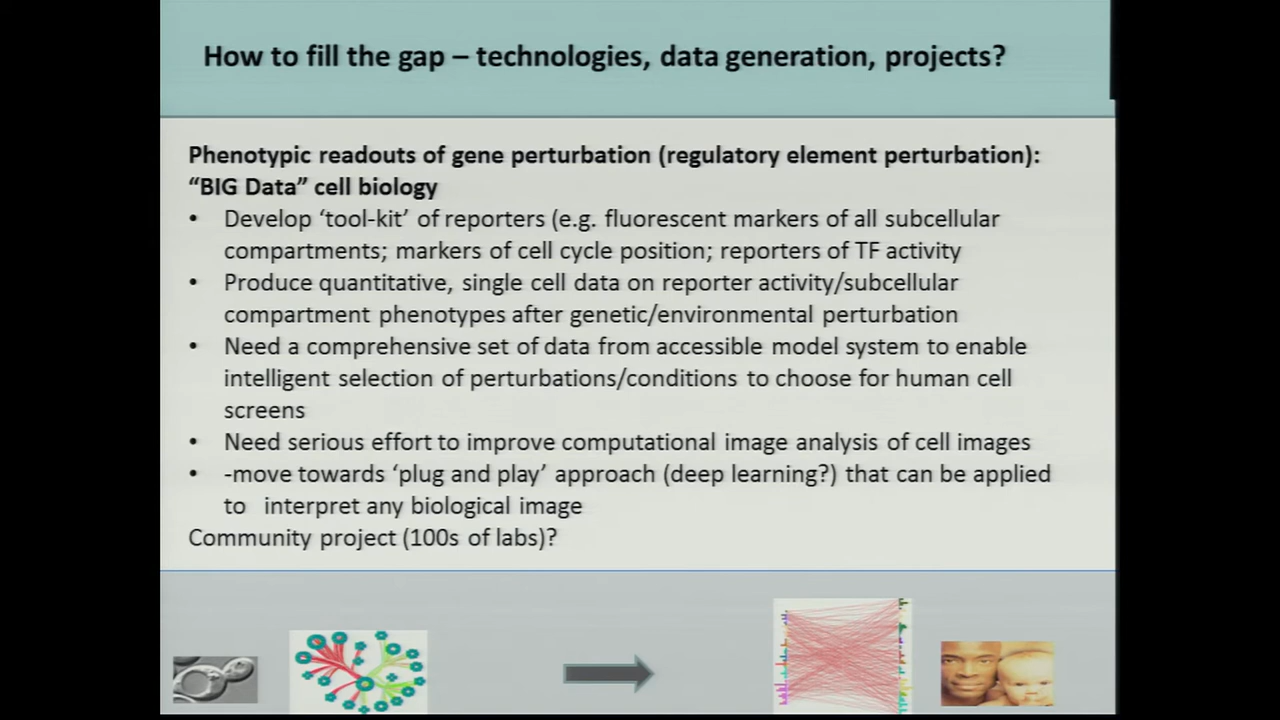 How to fill the gap – technologies, data generation, projects?
Phenotypic readouts of gene perturbation (regulatory element perturbation):
“BIG Data” cell biology
• Develop ‘tool-kit’ of reporters (e.g. fluorescent markers of all subcellular
compartments; markers of cell cycle position; reporters of TF activity
• Produce quantitative, single cell data on reporter activity/subcellular
compartment phenotypes after genetic/environmental perturbation
• Need a comprehensive set of data from accessible model system to enable
intelligent selection of perturbations/conditions to choose for human cell
screens
• Need serious effort to improve computational image analysis of cell images
• -move towards ‘plug and play’ approach (deep learning?) that can be applied
to interpret any biological image
Community project (100s of labs)?